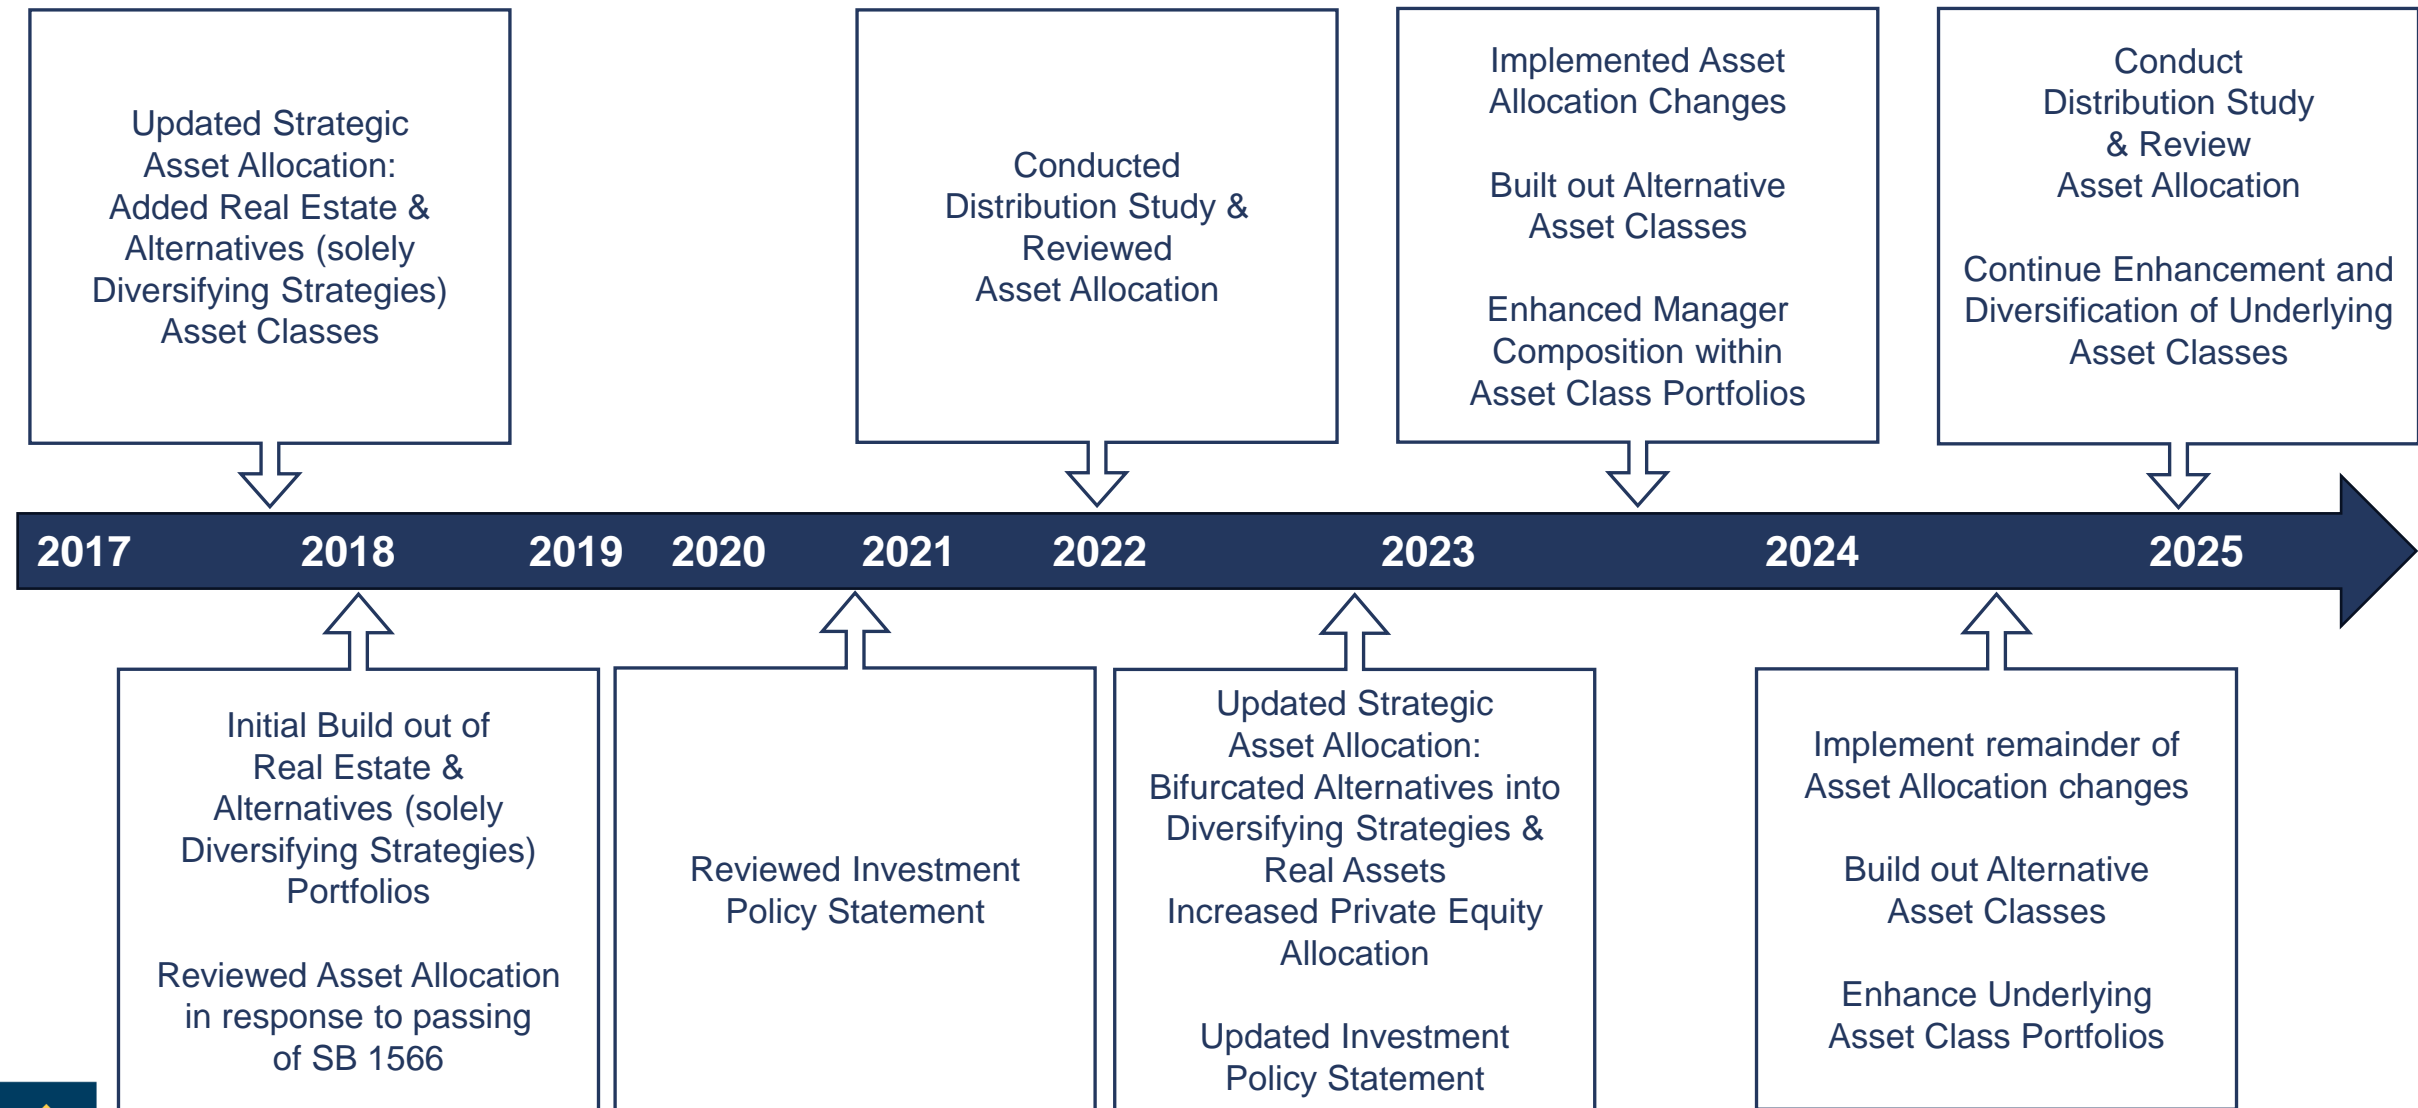 Updated Strategic
Asset Allocation:
Added Real Estate &
Alternatives (solely
Diversifying Strategies)
Asset Classes
Conducted
Distribution Study &
Reviewed
Asset Allocation
Implemented Asset
Allocation Changes
Built out Alternative
Asset Classes
Enhanced Manager
Composition within
Asset Class Portfolios
Conduct
Distribution Study
& Review
Asset Allocation
Continue Enhancement and
Diversification of Underlying
Asset Classes
2017 2018 2019 2020 2021 2022 2023 2024 2025
Initial Build out of
Real Estate &
Alternatives (solely
Diversifying Strategies)
Portfolios
Reviewed Asset Allocation
in response to passing
of SB 1566
Reviewed Investment
Policy Statement
Updated Strategic
Asset Allocation:
Bifurcated Alternatives into
Diversifying Strategies &
Real Assets
Increased Private Equity
Allocation
Updated Investment
Policy Statement
Implement remainder of
Asset Allocation changes
Build out Alternative
Asset Classes
Enhance Underlying
Asset Class Portfolios